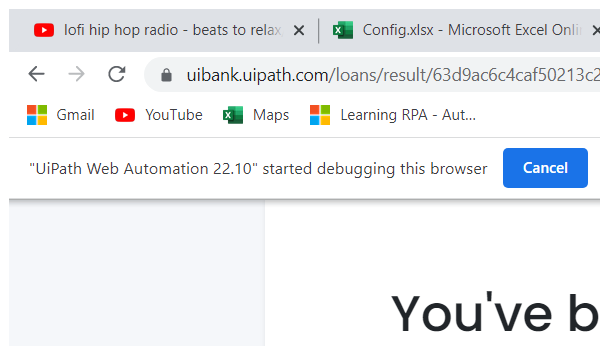 lofi hip hop radio - beats to relax
Config.xlsx - Microsoft Excel Onli
uibank.uipath.com/loans/result/63d9ac6c4caf50213c2
Gmail YouTube Maps Learning RPA - Aut...
"UiPath Web Automation 22.10" started debugging this browser
Cancel
You've b